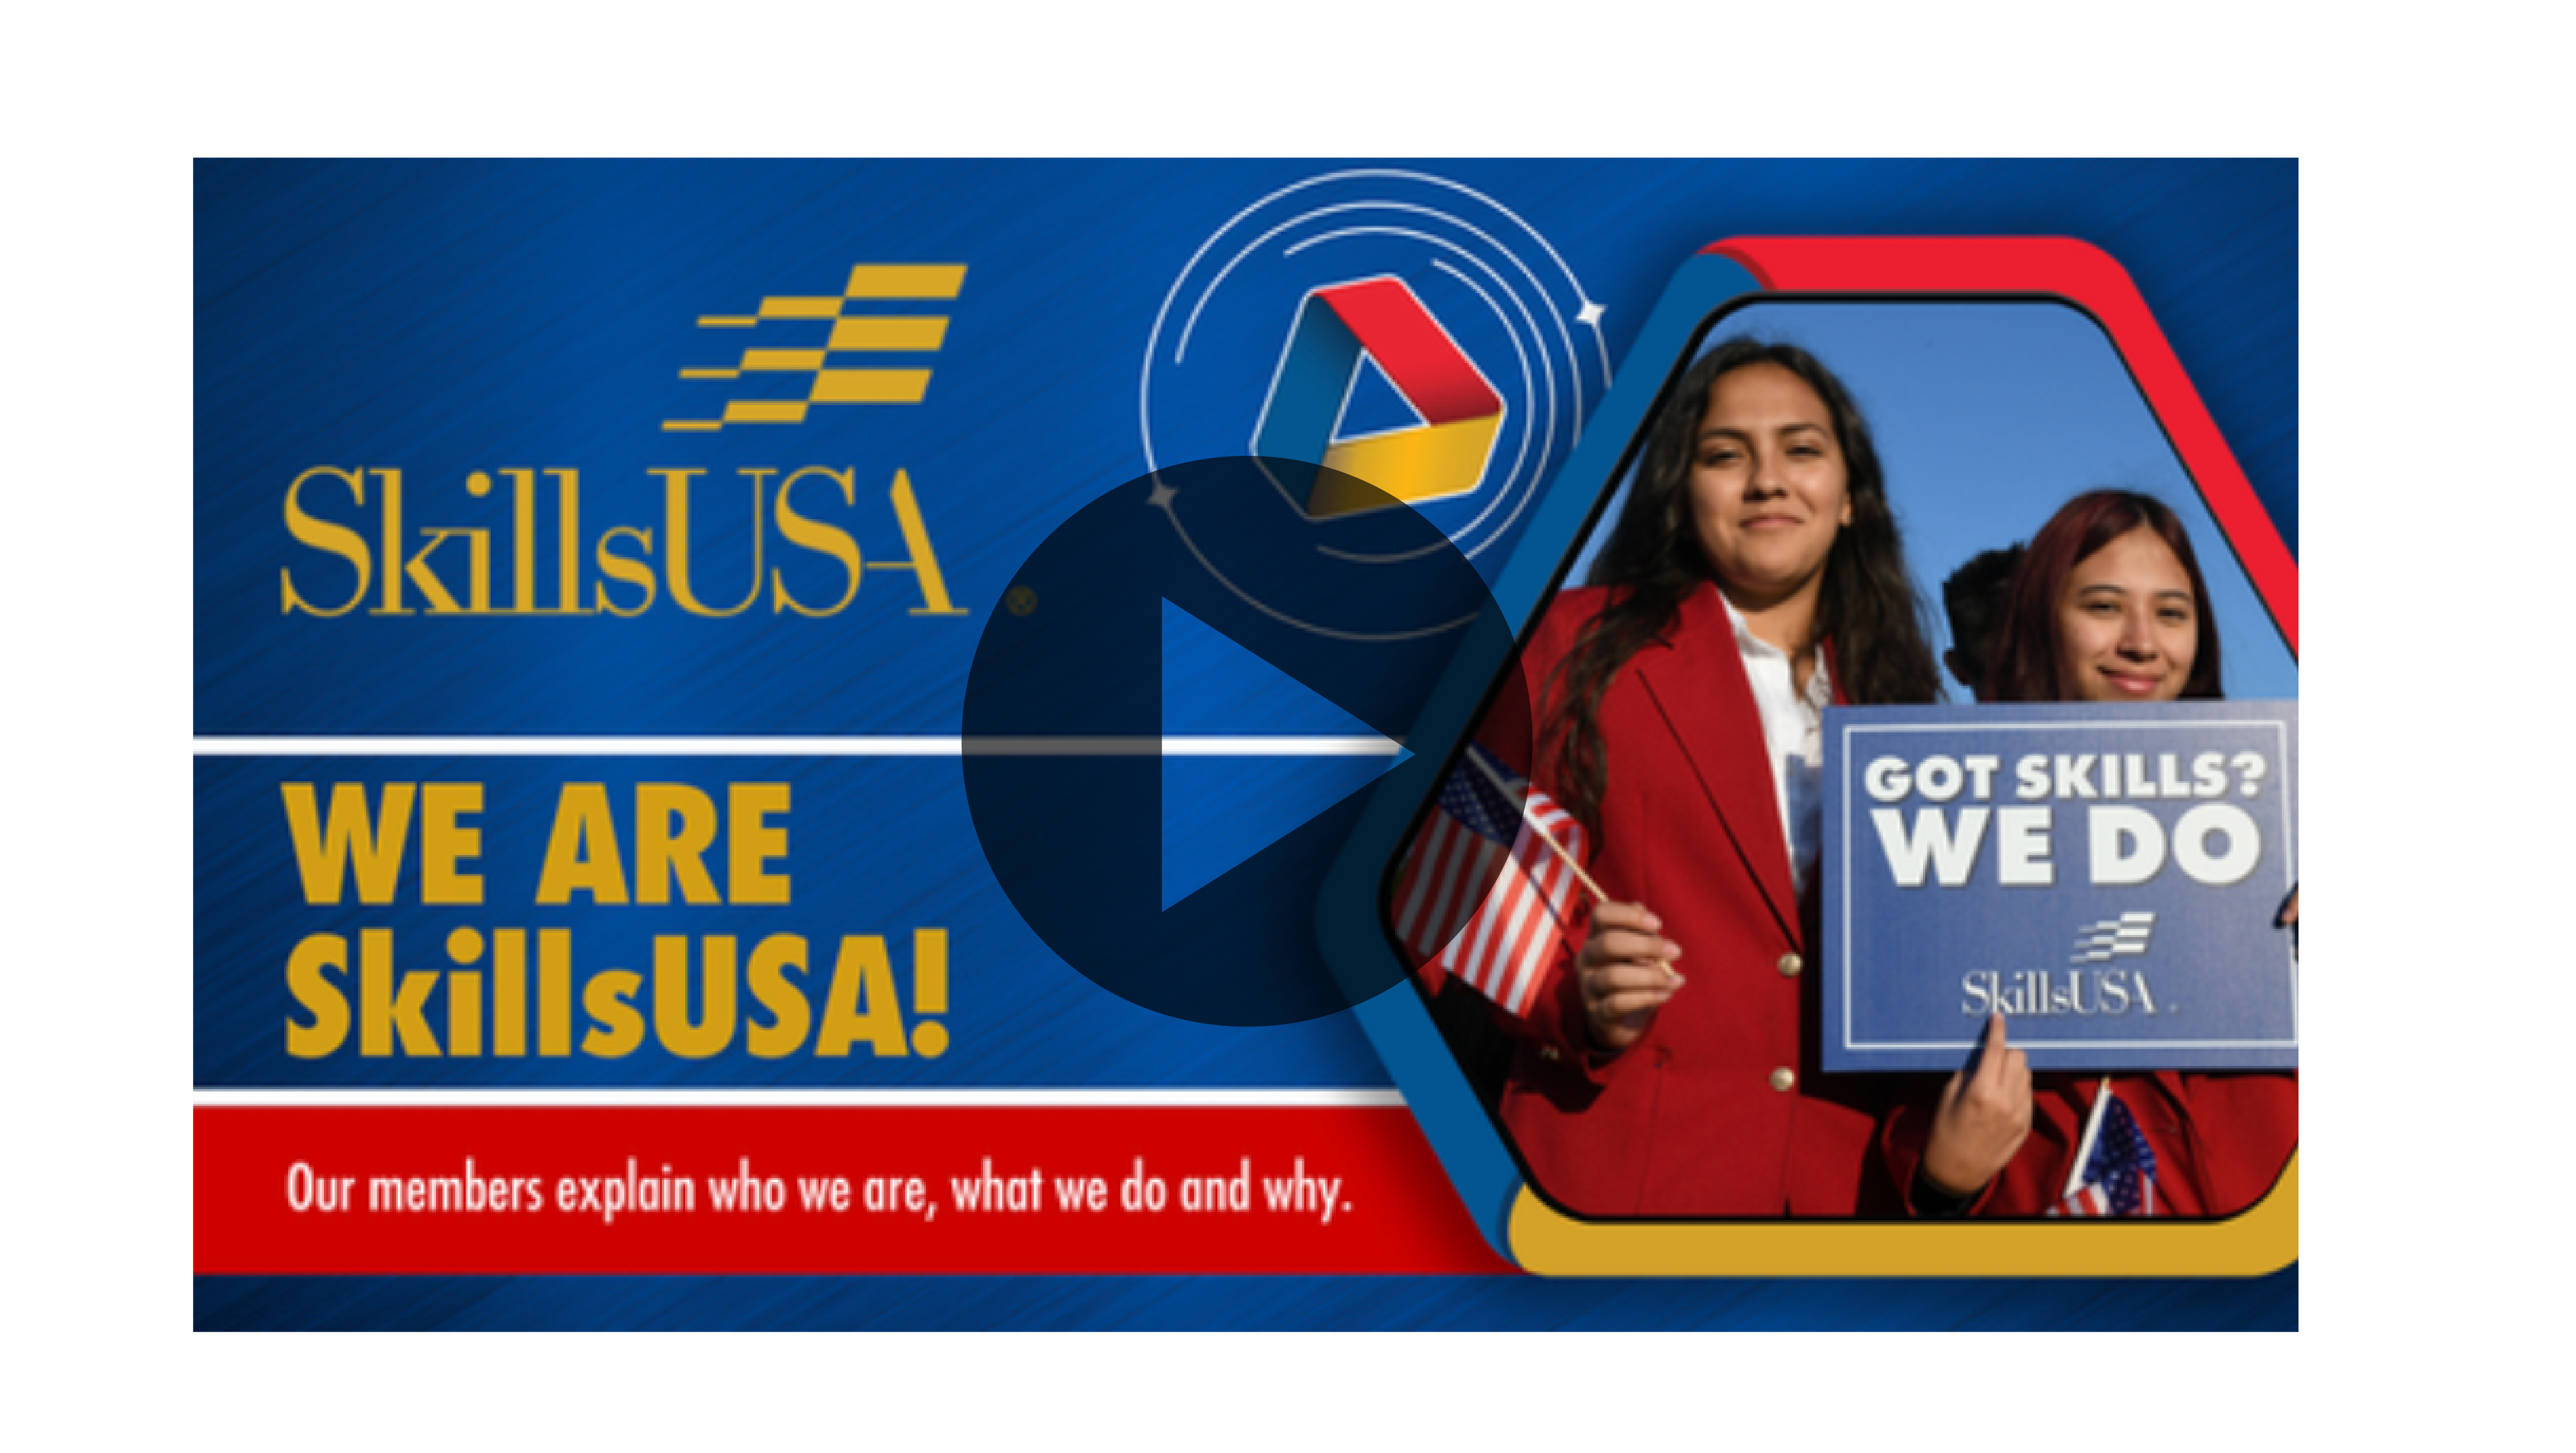 SkillsUSA®
WE ARE
SkillsUSA!
Our members explain who we are, what we do and why.
GOT SKILLS?
WE DO
SkillsUSA